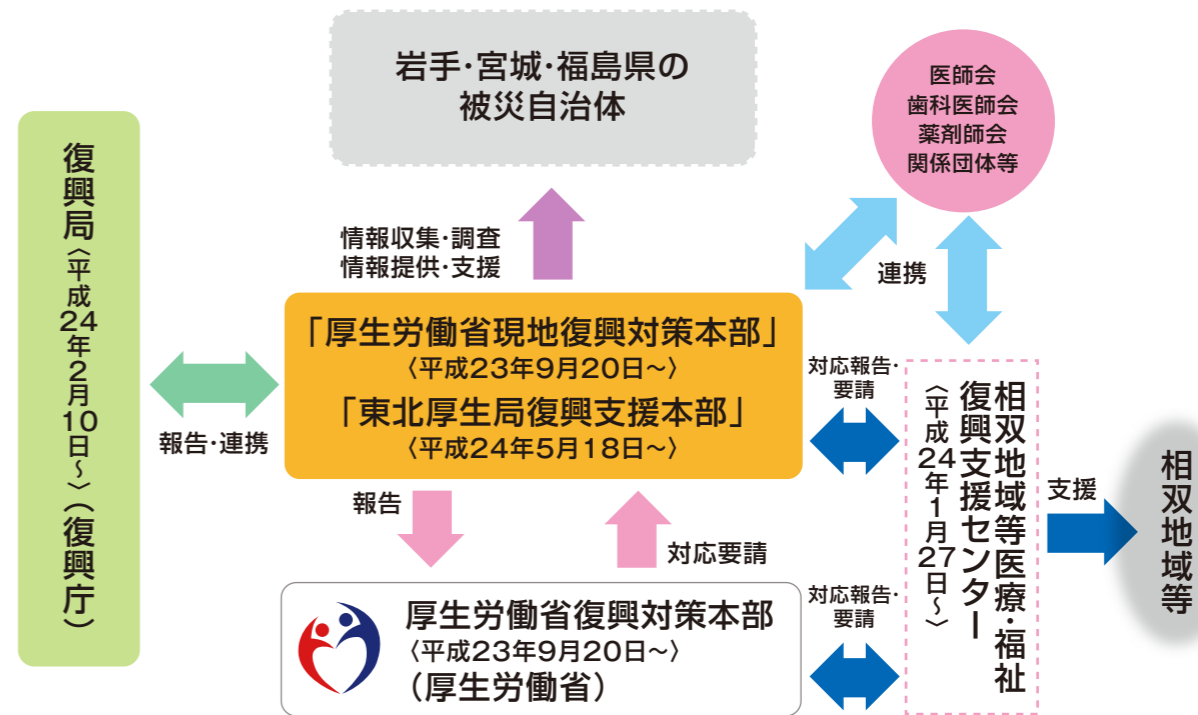 岩手・宮城・福島県の
被災自治体
医師会
歯科医師会
薬剤師会
関係団体等
復興局〈平成24年2月10日～〉（復興庁）
情報収集・調査
情報提供・支援
連携
「厚生労働省現地復興対策本部」
〈平成23年9月20日～〉
「東北厚生局復興支援本部」
〈平成24年5月18日～〉
報告・連携
対応報告・
要請
相双地域等医療・福祉
復興支援センター
〈平成24年1月27日～〉
支援
相双地域等
報告
対応要請
厚生労働省復興対策本部
〈平成23年9月20日～〉
（厚生労働省）
対応報告・
要請